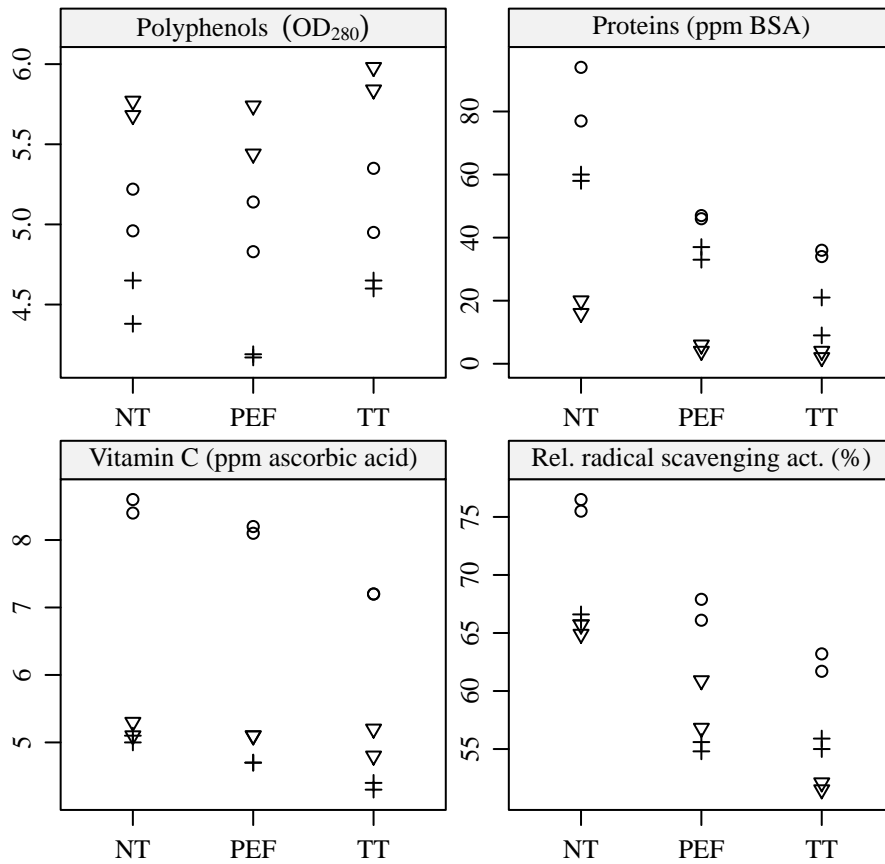 Polyphenols (OD₂₈₀)
6.0
5.5
5.0
4.5
NT PEF TT
Proteins (ppm BSA)
80
60
40
20
0
NT PEF TT
Vitamin C (ppm ascorbic acid)
8
7
6
5
NT PEF TT
Rel. radical scavenging act. (%)
75
70
65
60
55
NT PEF TT